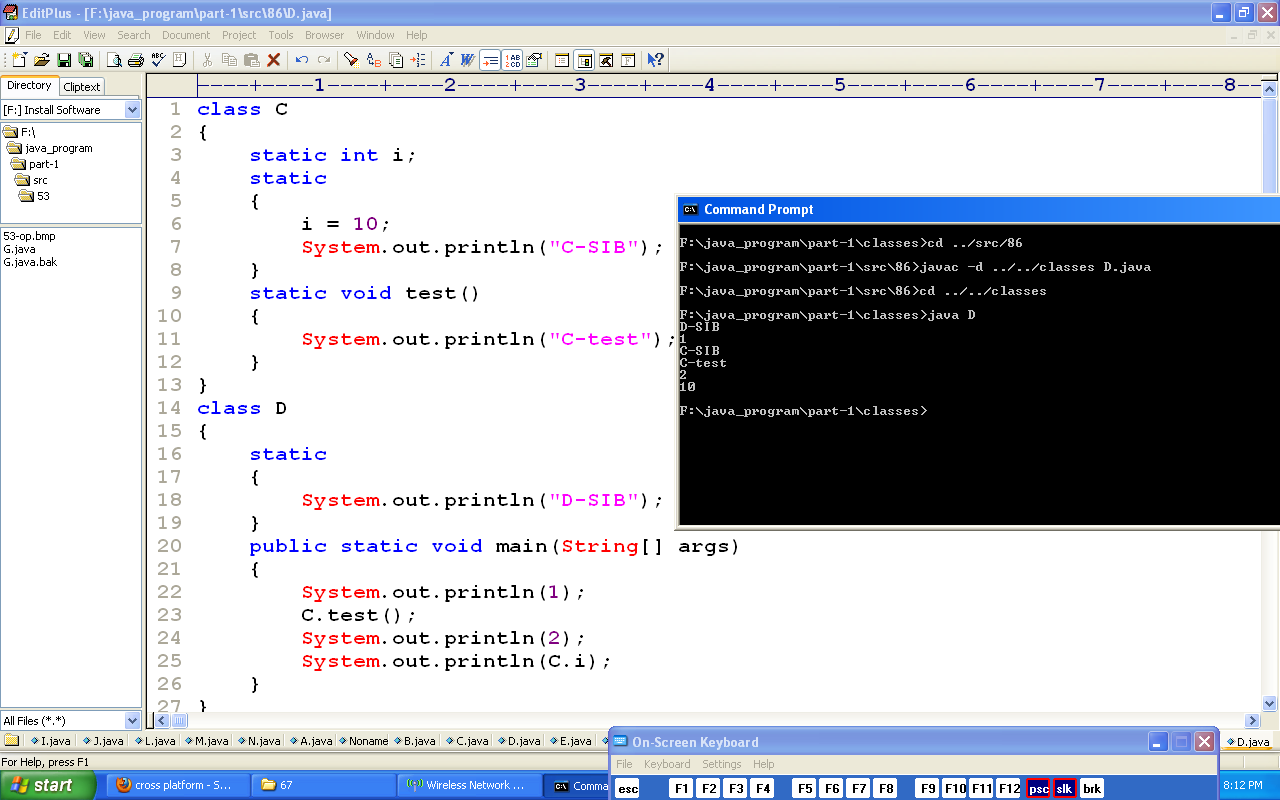 EditPlus - [F:\java_program\part-1\src\86\D.java]
File Edit View Search Document Project Tools Browser Window Help
Directory Cliptext
[F:] Install Software
F:\
java_program
part-1
src
53
53-op.bmp
G.java
G.java.bak
All Files (*.*)
----+----1----+----2----+----3----+----4----+----5----+----6----+----7----+----8--
1 class C
2 {
3 static int i;
4 static
5 {
6 i = 10;
7 System.out.println("C-SIB");
8 }
9 static void test()
10 {
11 System.out.println("C-test");
12 }
13 }
14 class D
15 {
16 static
17 {
18 System.out.println("D-SIB");
19 }
20 public static void main(String[] args)
21 {
22 System.out.println(1);
23 C.test();
24 System.out.println(2);
25 System.out.println(C.i);
26 }
27 }
Command Prompt
F:\java_program\part-1\classes>cd ../src/86
F:\java_program\part-1\src\86>javac -d ../../classes D.java
F:\java_program\part-1\src\86>cd ../../classes
F:\java_program\part-1\classes>java D
D-SIB
1
C-SIB
C-test
2
10
F:\java_program\part-1\classes>
I.java J.java L.java M.java N.java A.java Noname B.java C.java D.java E.java D.java
For Help, press F1
On-Screen Keyboard
File Keyboard Settings Help
esc F1 F2 F3 F4 F5 F6 F7 F8 F9 F10 F11 F12 psc slk brk
start cross platform - S... 67 Wireless Network ... Comma 8:12 PM